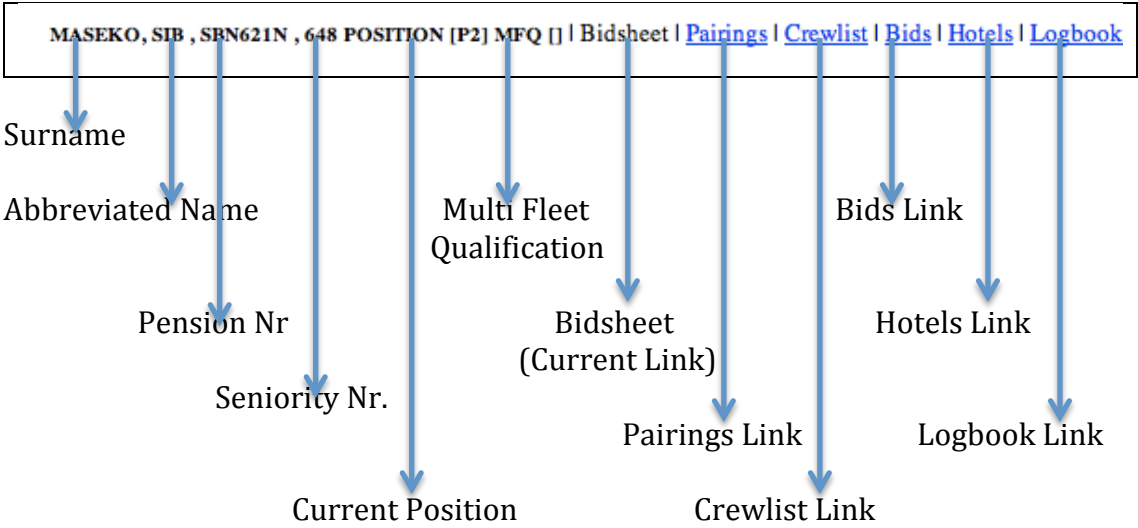 MASEKO, SIB , SBN621N , 648 POSITION [P2] MFQ [] | Bidsheet | Pairings | Crewlist | Bids | Hotels | Logbook
Surname
Abbreviated Name
Multi Fleet
Qualification
Bids Link
Pension Nr
Bidsheet
(Current Link)
Hotels Link
Seniority Nr.
Pairings Link
Logbook Link
Current Position
Crewlist Link